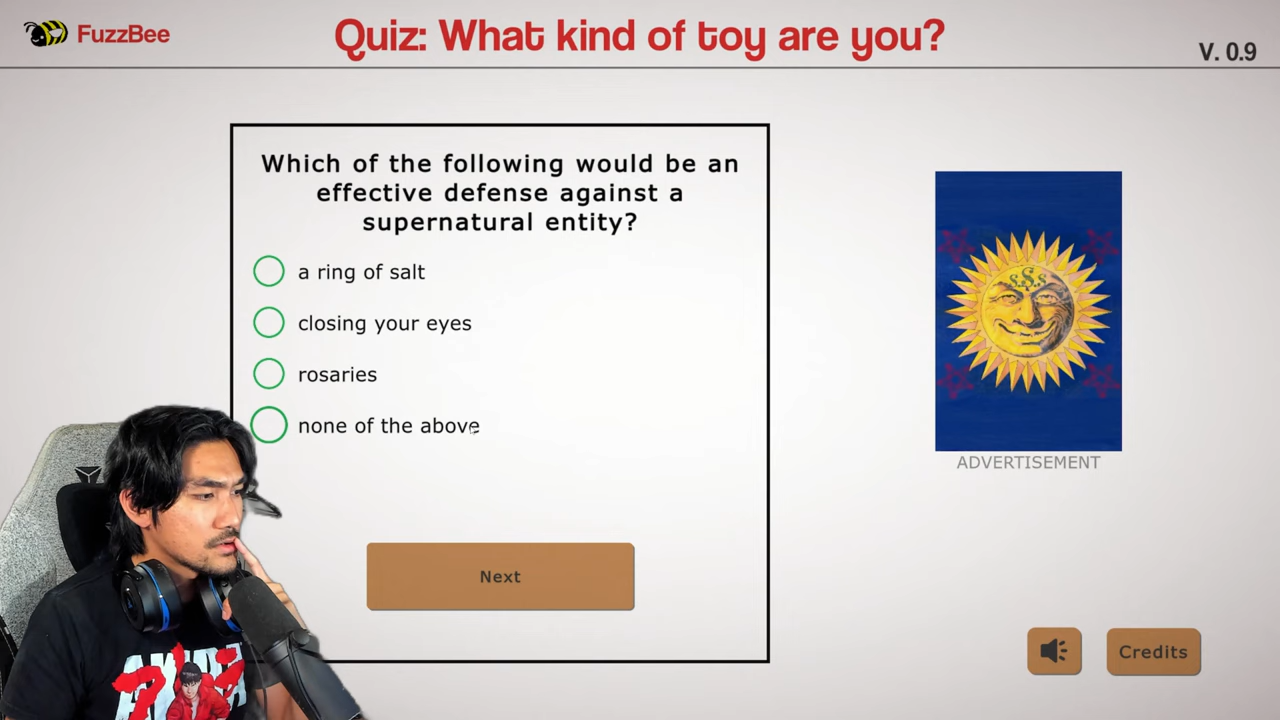 FuzzBee
Quiz: What kind of toy are you?
V. 0.9
Which of the following would be an
effective defense against a
supernatural entity?
a ring of salt
closing your eyes
rosaries
none of the above
Next
$$$
ADVERTISEMENT
Credits